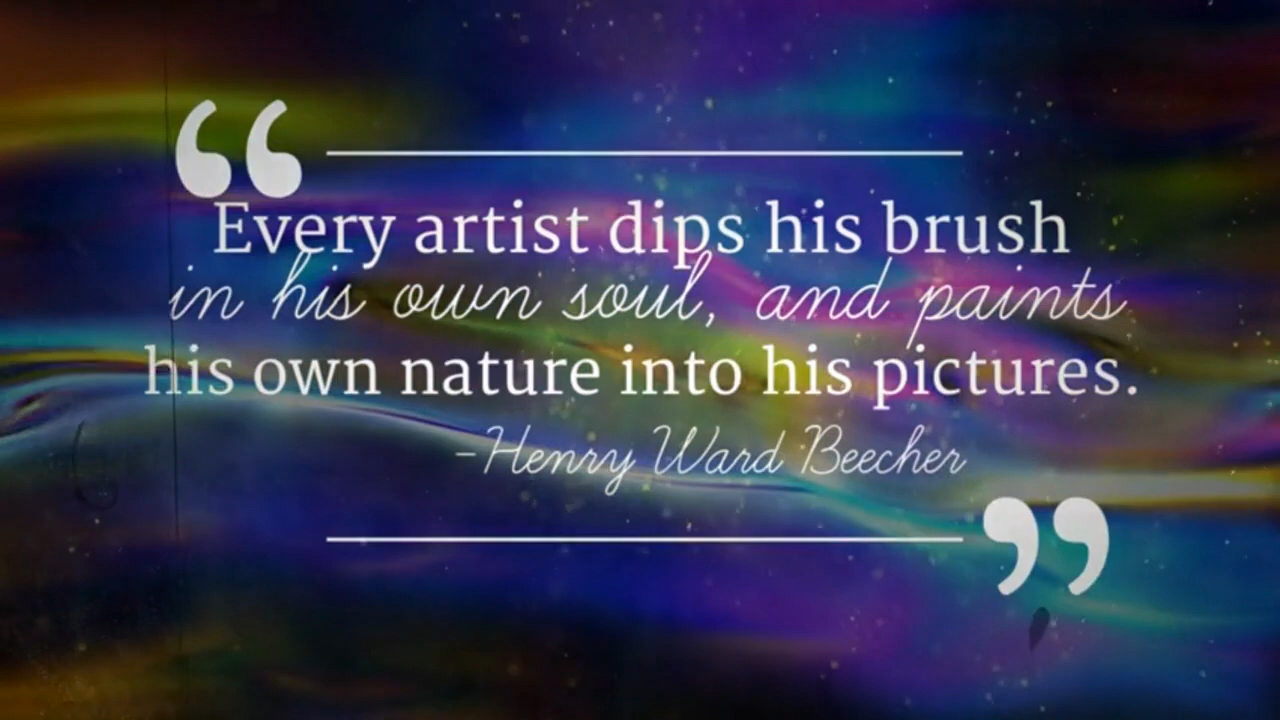 “
Every artist dips his brush
in his own soul, and paints
his own nature into his pictures.
-Henry Ward Beecher
”